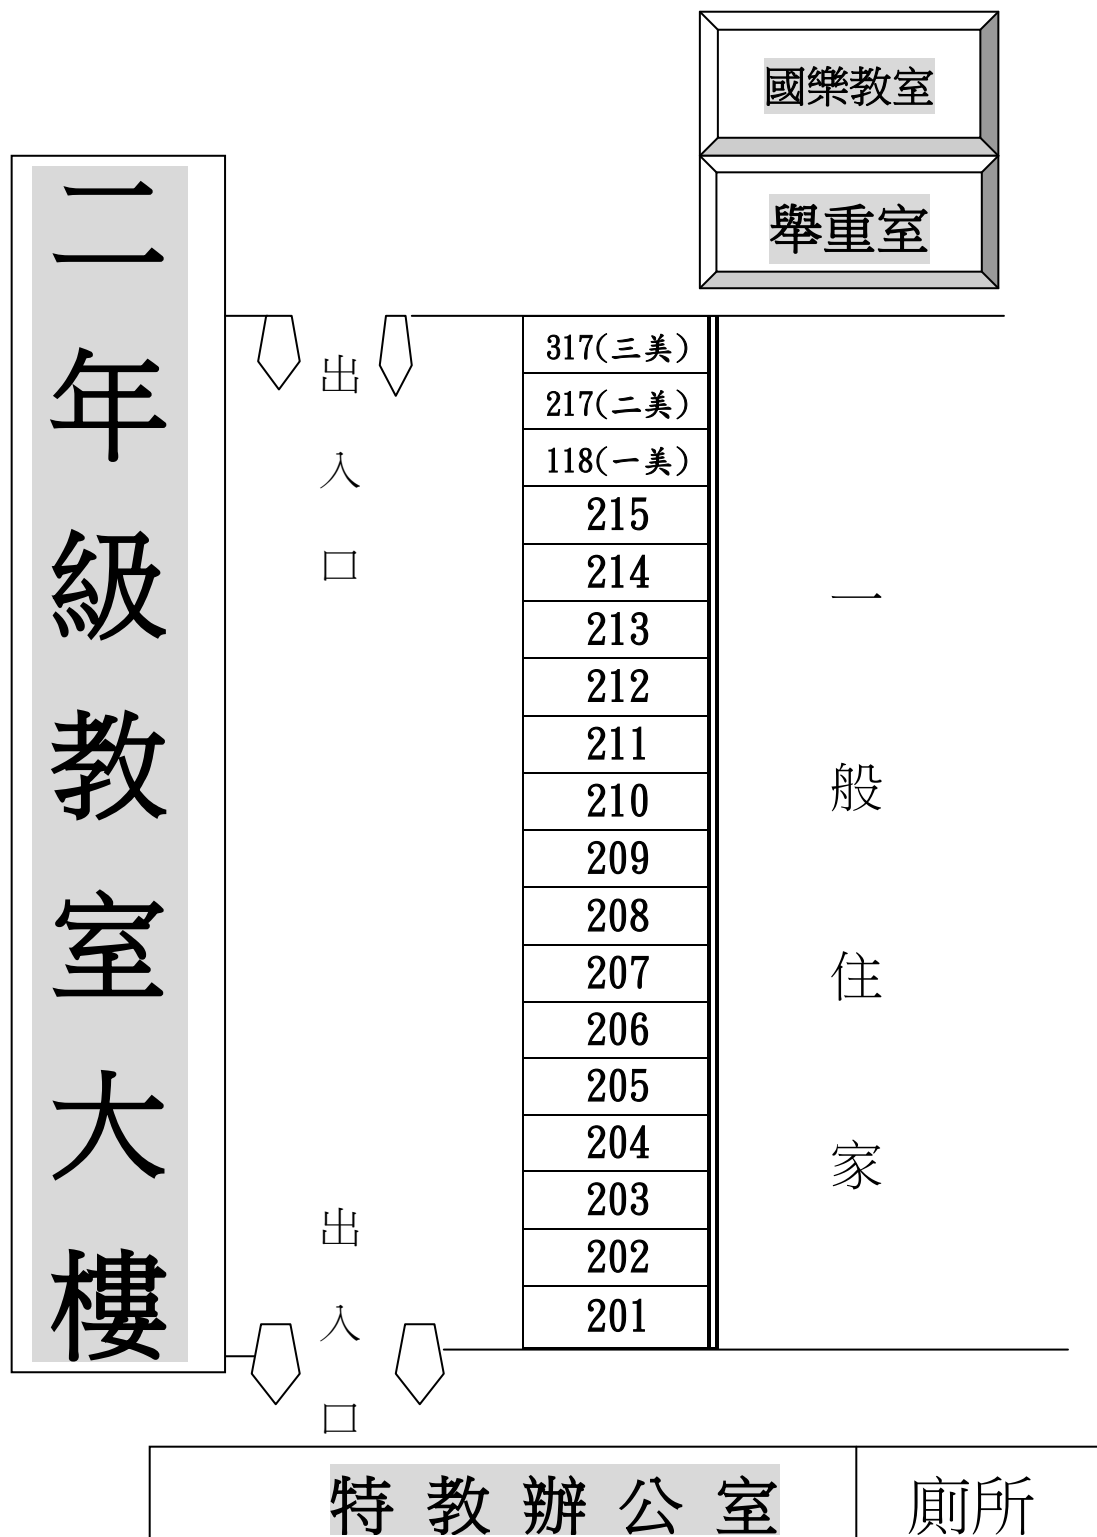 國樂教室
舉重室
二年級教室大樓
出入口
317(三美)
217(二美)
118(一美)
215
214
213
212
211
210
209
208
207
206
205
204
203
202
201
一般住家
出入口
特教辦公室
廁所